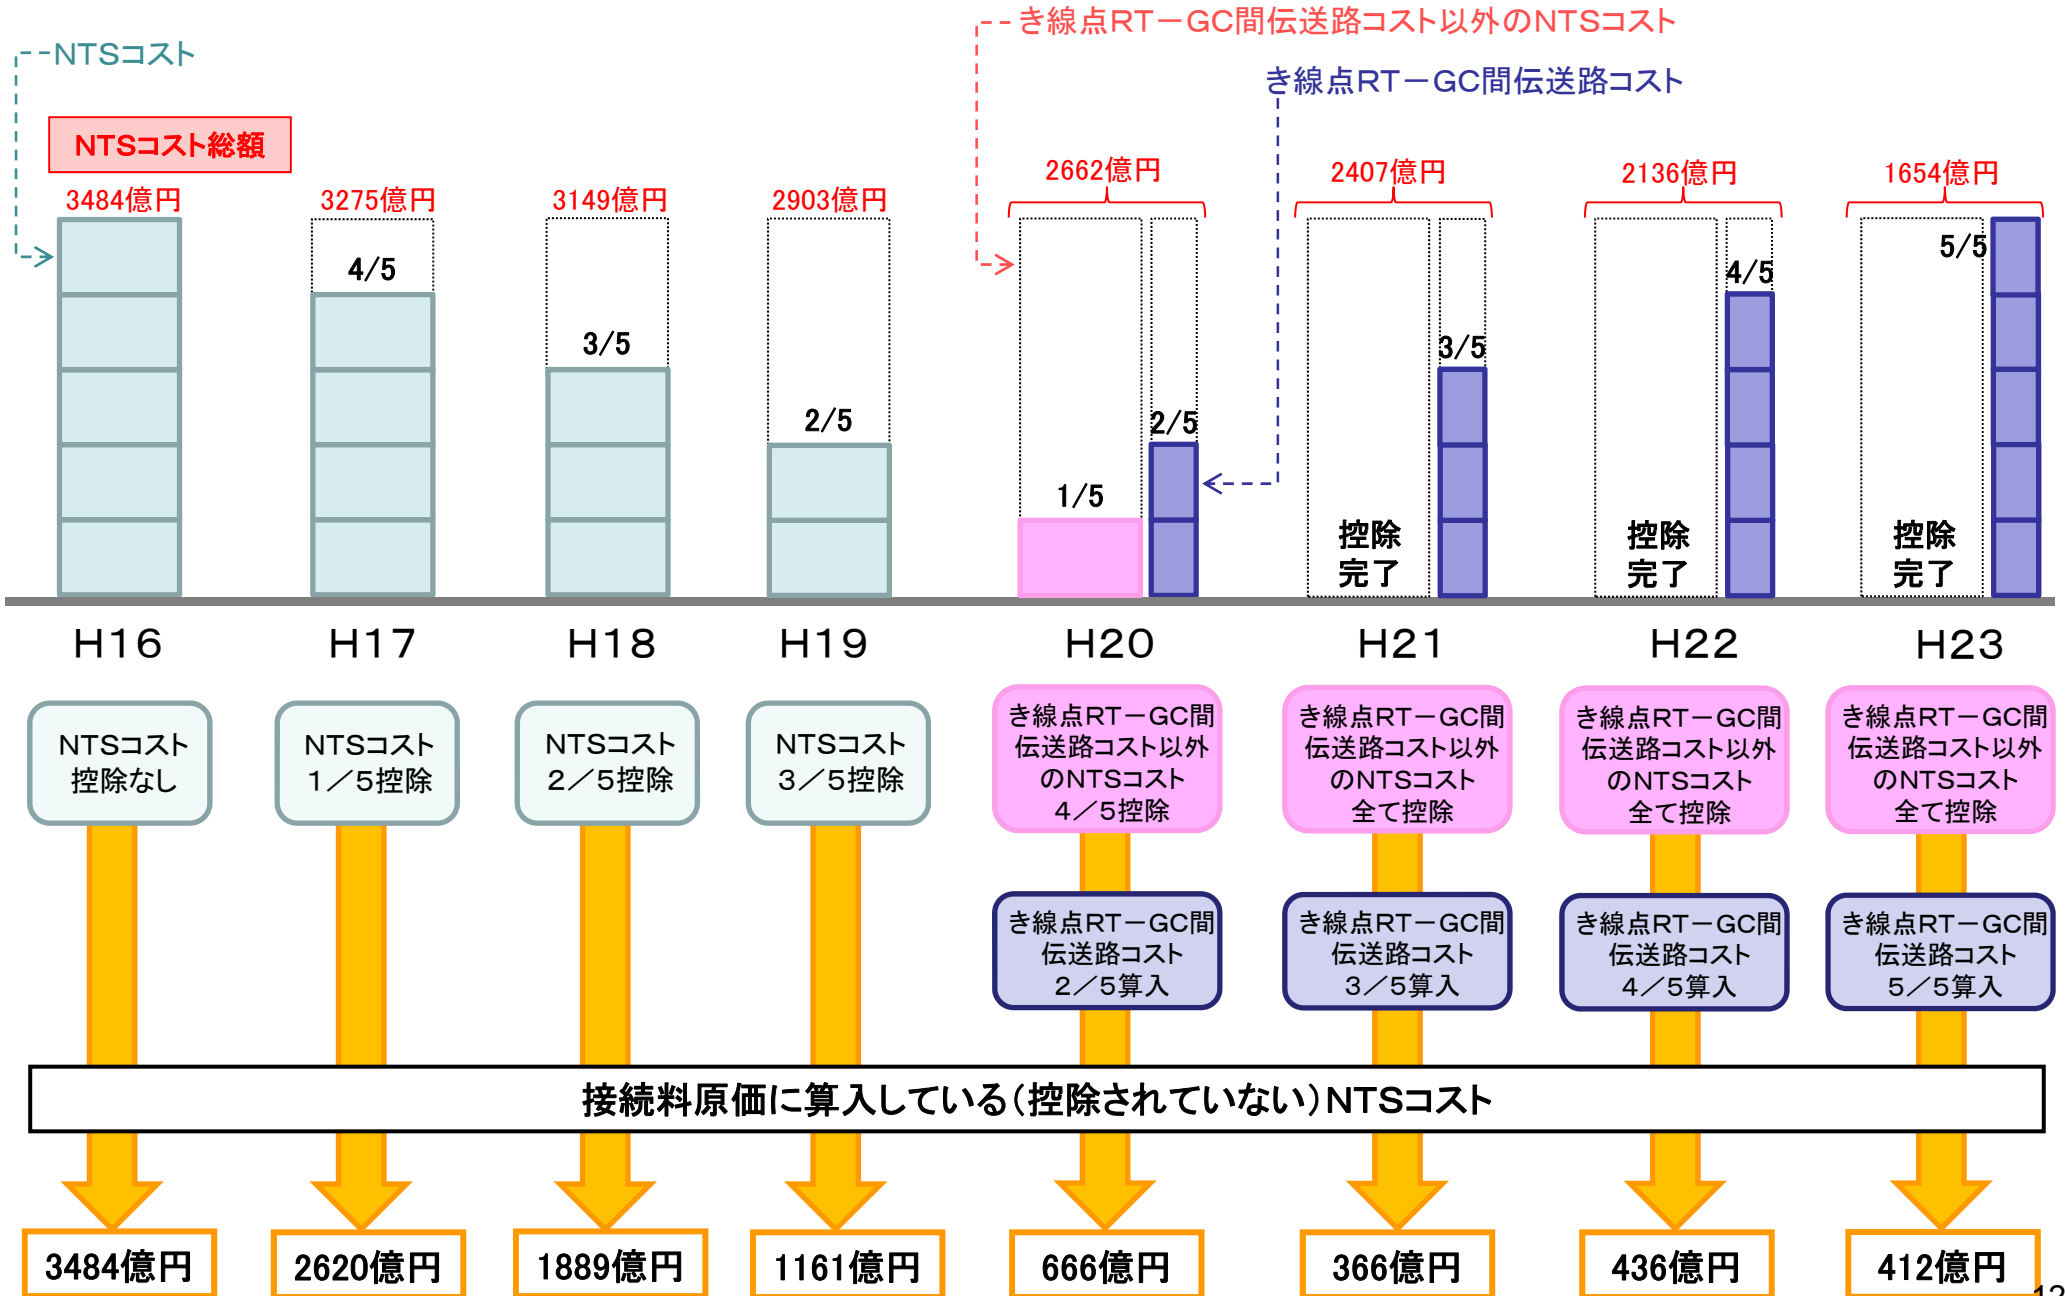 き線点RT－GC間伝送路コスト以外のNTSコスト
NTSコスト
き線点RT－GC間伝送路コスト
NTSコスト総額
3484億円
3275億円
3149億円
2903億円
2662億円
2407億円
2136億円
1654億円
4/5
3/5
2/5
1/5
2/5
3/5
4/5
5/5
控除
完了
控除
完了
控除
完了
H16
H17
H18
H19
H20
H21
H22
H23
NTSコスト
控除なし
NTSコスト
1／5控除
NTSコスト
2／5控除
NTSコスト
3／5控除
き線点RT－GC間
伝送路コスト以外
のNTSコスト
4／5控除
き線点RT－GC間
伝送路コスト以外
のNTSコスト
全て控除
き線点RT－GC間
伝送路コスト以外
のNTSコスト
全て控除
き線点RT－GC間
伝送路コスト以外
のNTSコスト
全て控除
き線点RT－GC間
伝送路コスト
2／5算入
き線点RT－GC間
伝送路コスト
3／5算入
き線点RT－GC間
伝送路コスト
4／5算入
き線点RT－GC間
伝送路コスト
5／5算入
接続料原価に算入している（控除されていない）NTSコスト
3484億円
2620億円
1889億円
1161億円
666億円
366億円
436億円
412億円
12